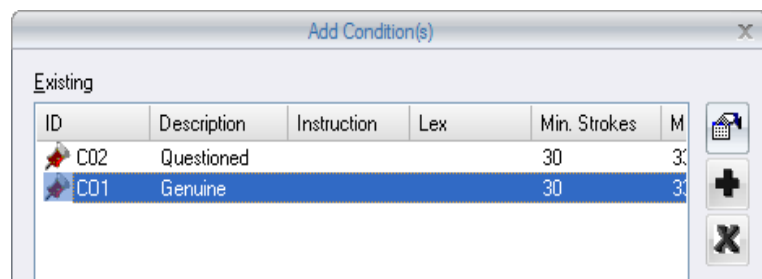 Add Condition(s)
Existing
ID Description Instruction Lex Min. Strokes M
C02 Questioned 30
C01 Genuine 30